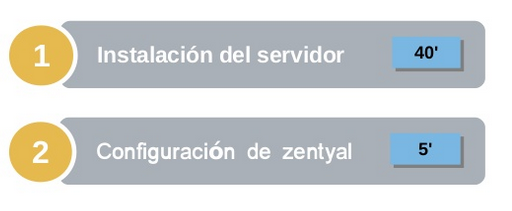 1 Instalación del servidor 40'
2 Configuración de zentyal 5'